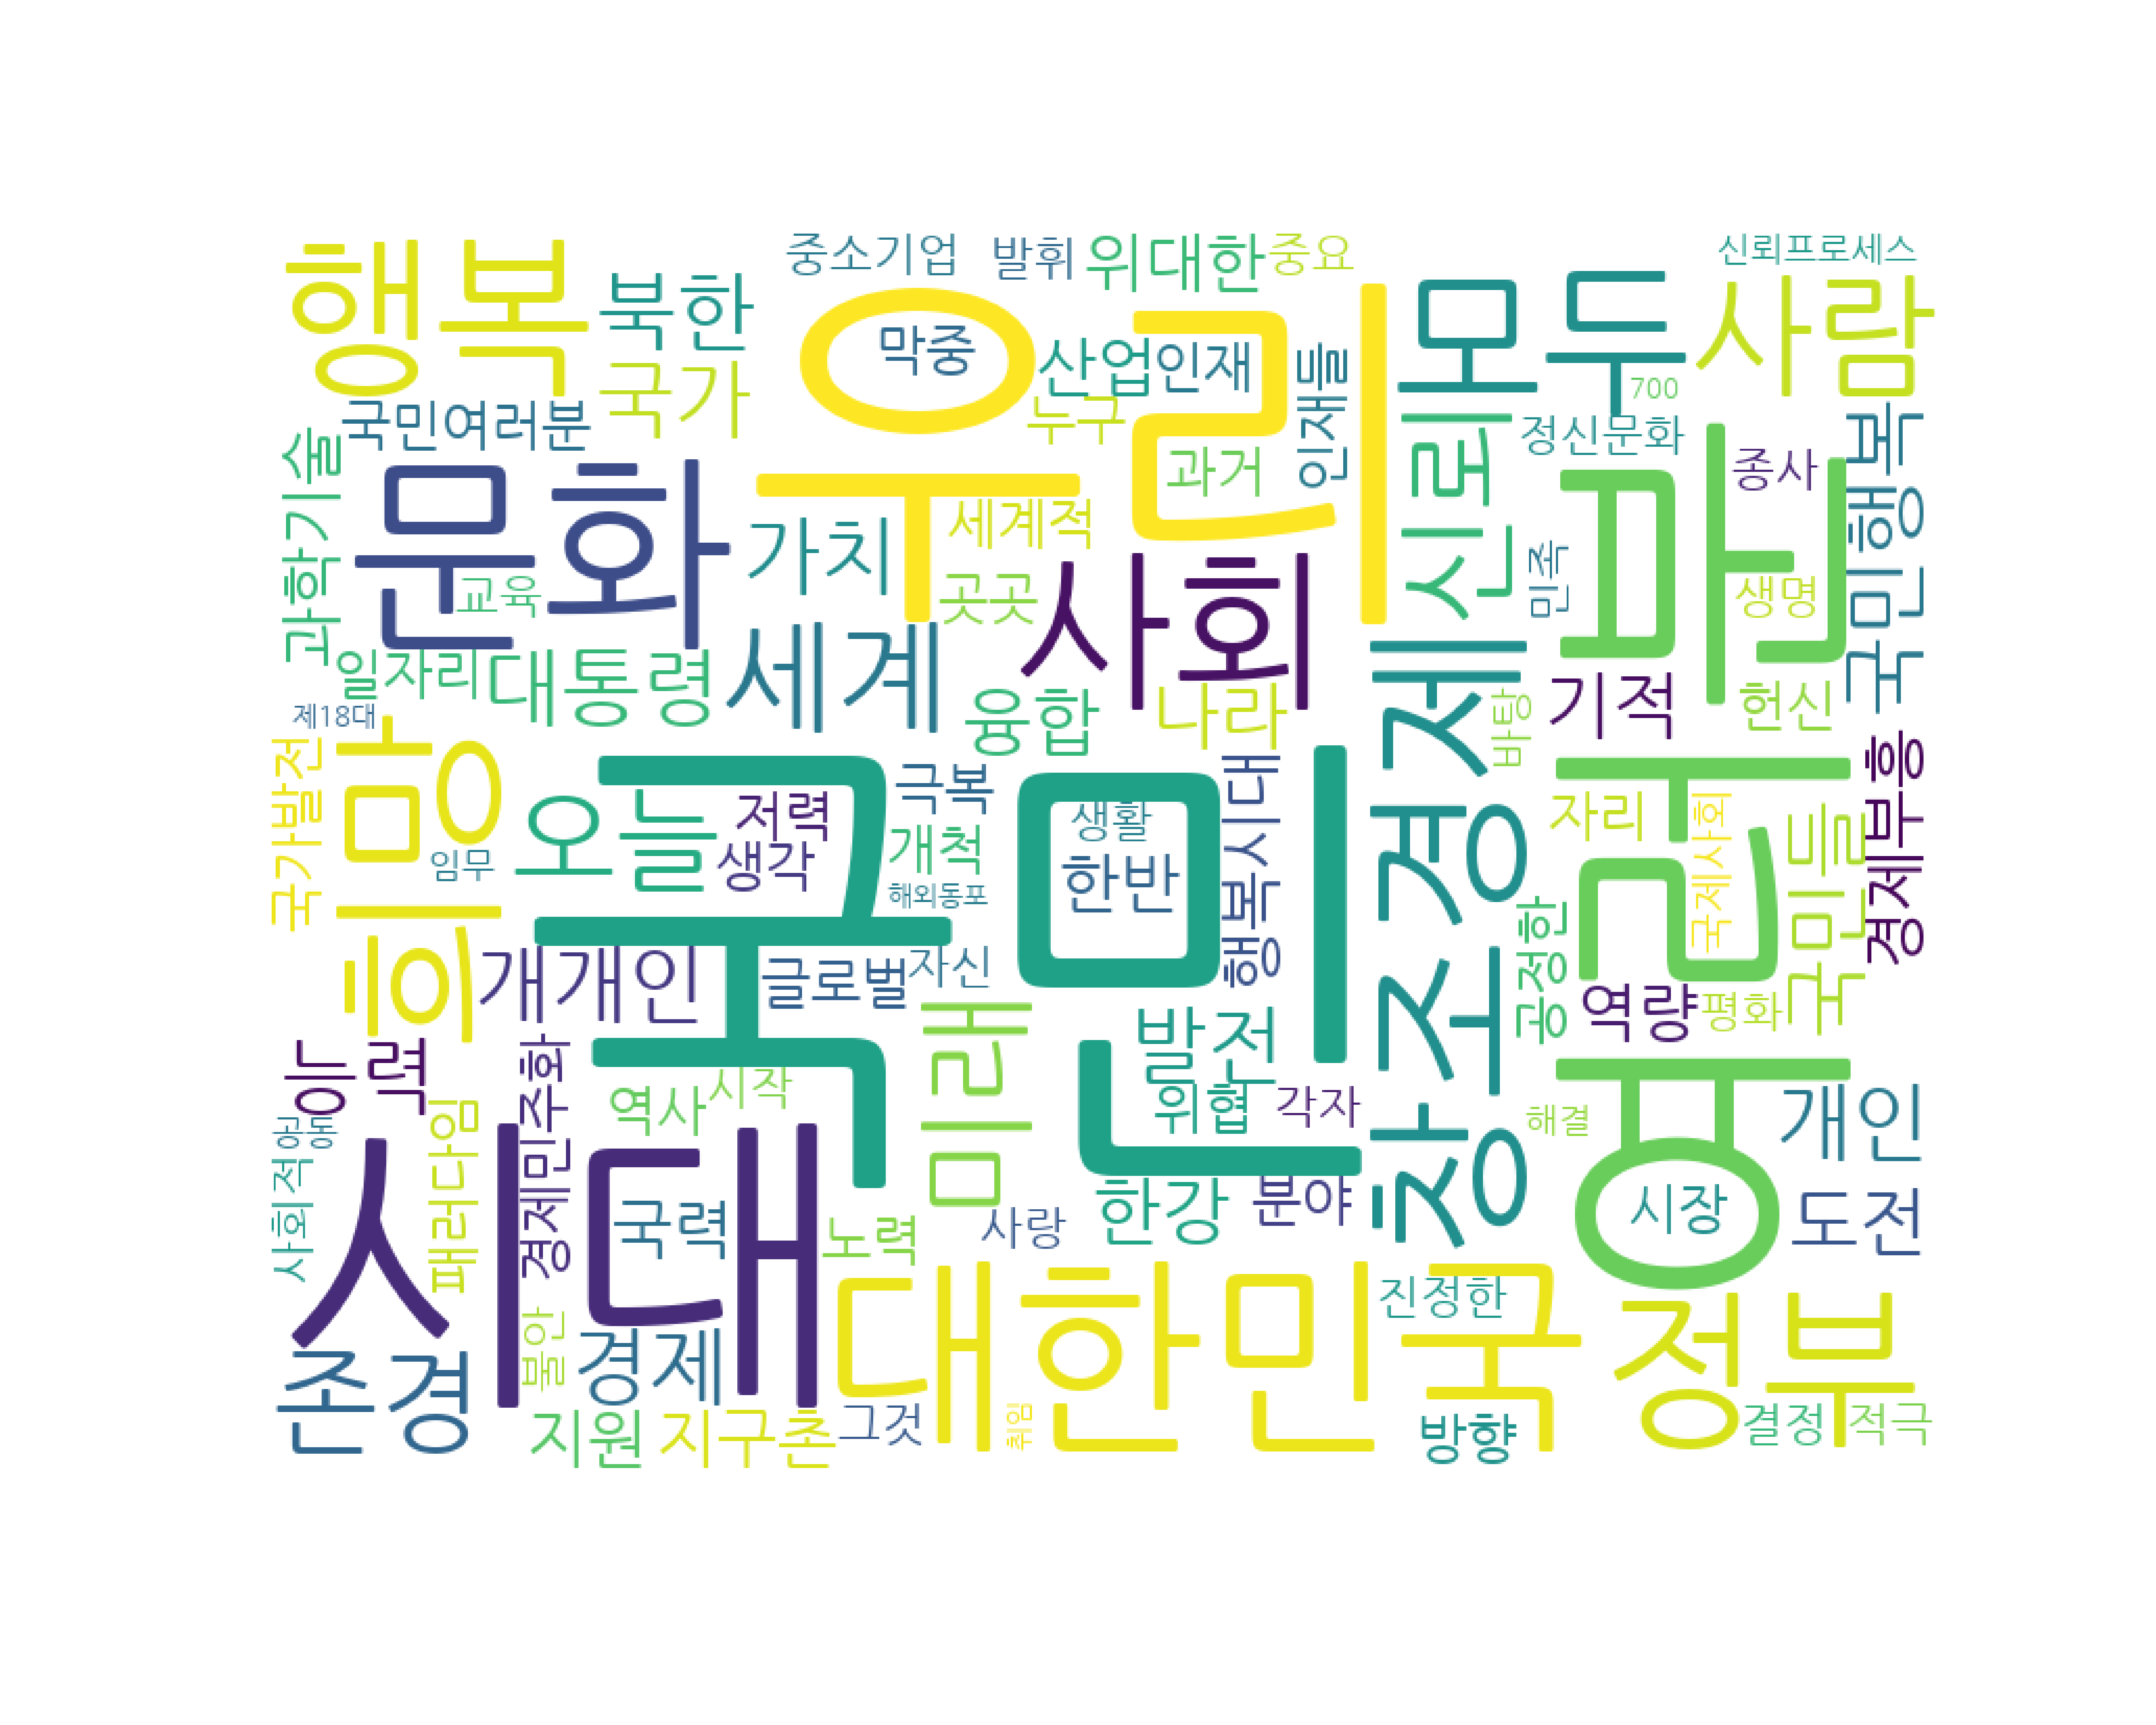 중소기업 발휘 위대한 중요 신뢰프로세스
행복 북한 우리 막중 산업 인재 인재들 모두 사람
700
국민여러분 국가 누구 과거 신뢰 정신문화 종사 국민행복
과학기술 문화 교육 가치 세계적 곳곳 사회 민족 바탕 부강 생명
일자리 대통령 세계 융합 나라 창조경제 기적 헌신
제18대
국가발전 희망 임무 오늘 저력 생각 극복 개척 해외동포 국민 생활 한반 행복시대 번영 자리 국제사회 국민들 경제부흥
개개인 글로벌 자신 공정한 역량 평화
능력 경제민주화 역사 시작 미래 발전 위협 각자 해결 개인
공동 사회적 패러다임 시대 국력 노력 사랑 한강 분야 시장 도전
불안 대한민국 진정한 정부
존경 경제
지원 지구촌 그것 취임 방향 결정 적극